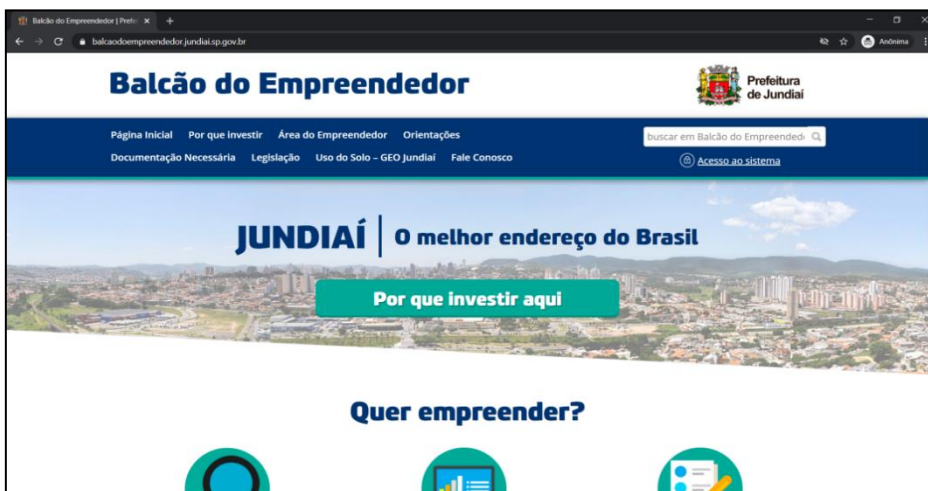 Balcão do Empreendedor | Prefei
balcaodoempreendedor.jundiai.sp.gov.br
Anônima
Balcão do Empreendedor
Prefeitura
de Jundiaí
Página Inicial Por que investir Área do Empreendedor Orientações
buscar em Balcão do Empreendedo
Documentação Necessária Legislação Uso do Solo – GEO Jundiaí Fale Conosco
Acesso ao sistema
JUNDIAÍ | O melhor endereço do Brasil
Por que investir aqui
Quer empreender?